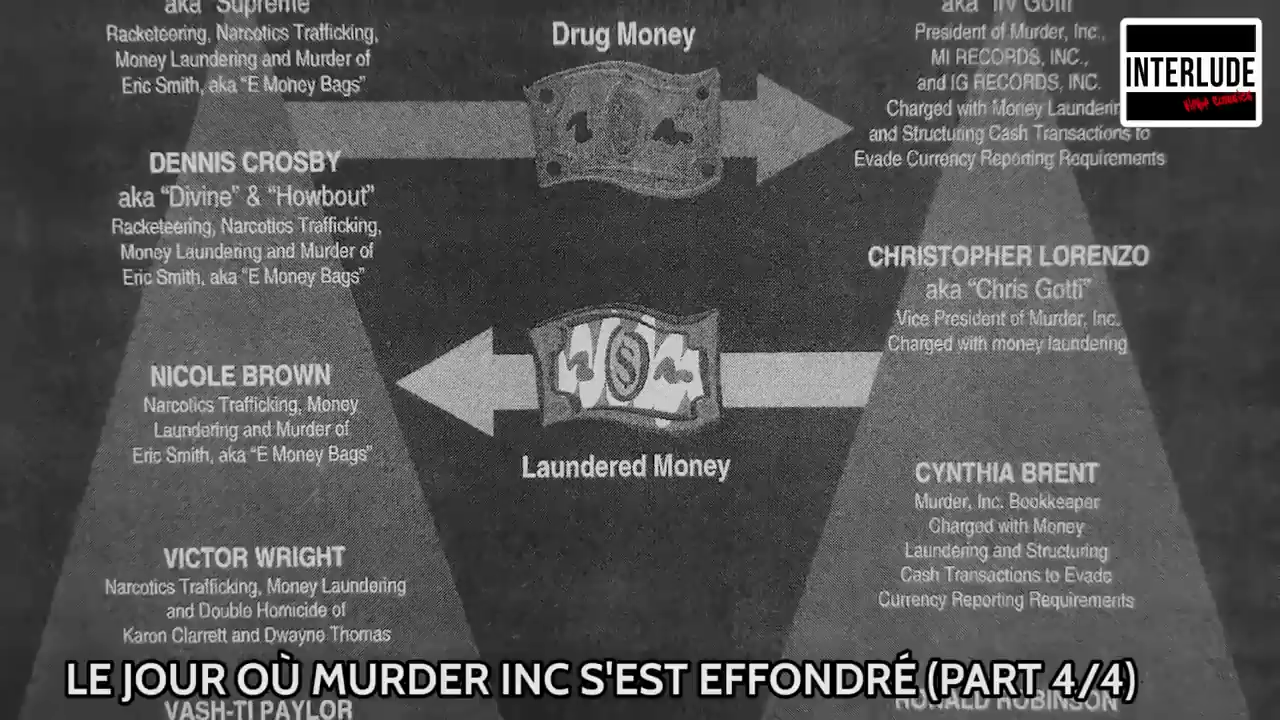 aka "Supreme"
Racketeering, Narcotics Trafficking,
Money Laundering and Murder of
Eric Smith, aka "E Money Bags"
DENNIS CROSBY
aka "Divine" & "Howbout"
Racketeering, Narcotics Trafficking,
Money Laundering and Murder of
Eric Smith, aka "E Money Bags"
NICOLE BROWN
Narcotics Trafficking, Money
Laundering and Murder of
Eric Smith, aka "E Money Bags"
VICTOR WRIGHT
Narcotics Trafficking, Money Laundering
and Double Homicide of
Karon Clarrett and Dwayne Thomas
VASH-TI PAYLOR
Drug Money
Laundered Money
aka "Irv Gotti"
President of Murder, Inc.,
MI RECORDS, INC.,
and IG RECORDS, INC.
Charged with Money Launderin
and Structuring Cash Transactions to
Evade Currency Reporting Requirements
CHRISTOPHER LORENZO
aka "Chris Gotti"
Vice President of Murder, Inc.
Charged with money laundering
CYNTHIA BRENT
Murder, Inc. Bookkeeper
Charged with Money
Laundering and Structuring
Cash Transactions to Evade
Currency Reporting Requirements
RONALD ROBINSON
INTERLUDE
LE JOUR OÙ MURDER INC S'EST EFFONDRÉ (PART 4/4)